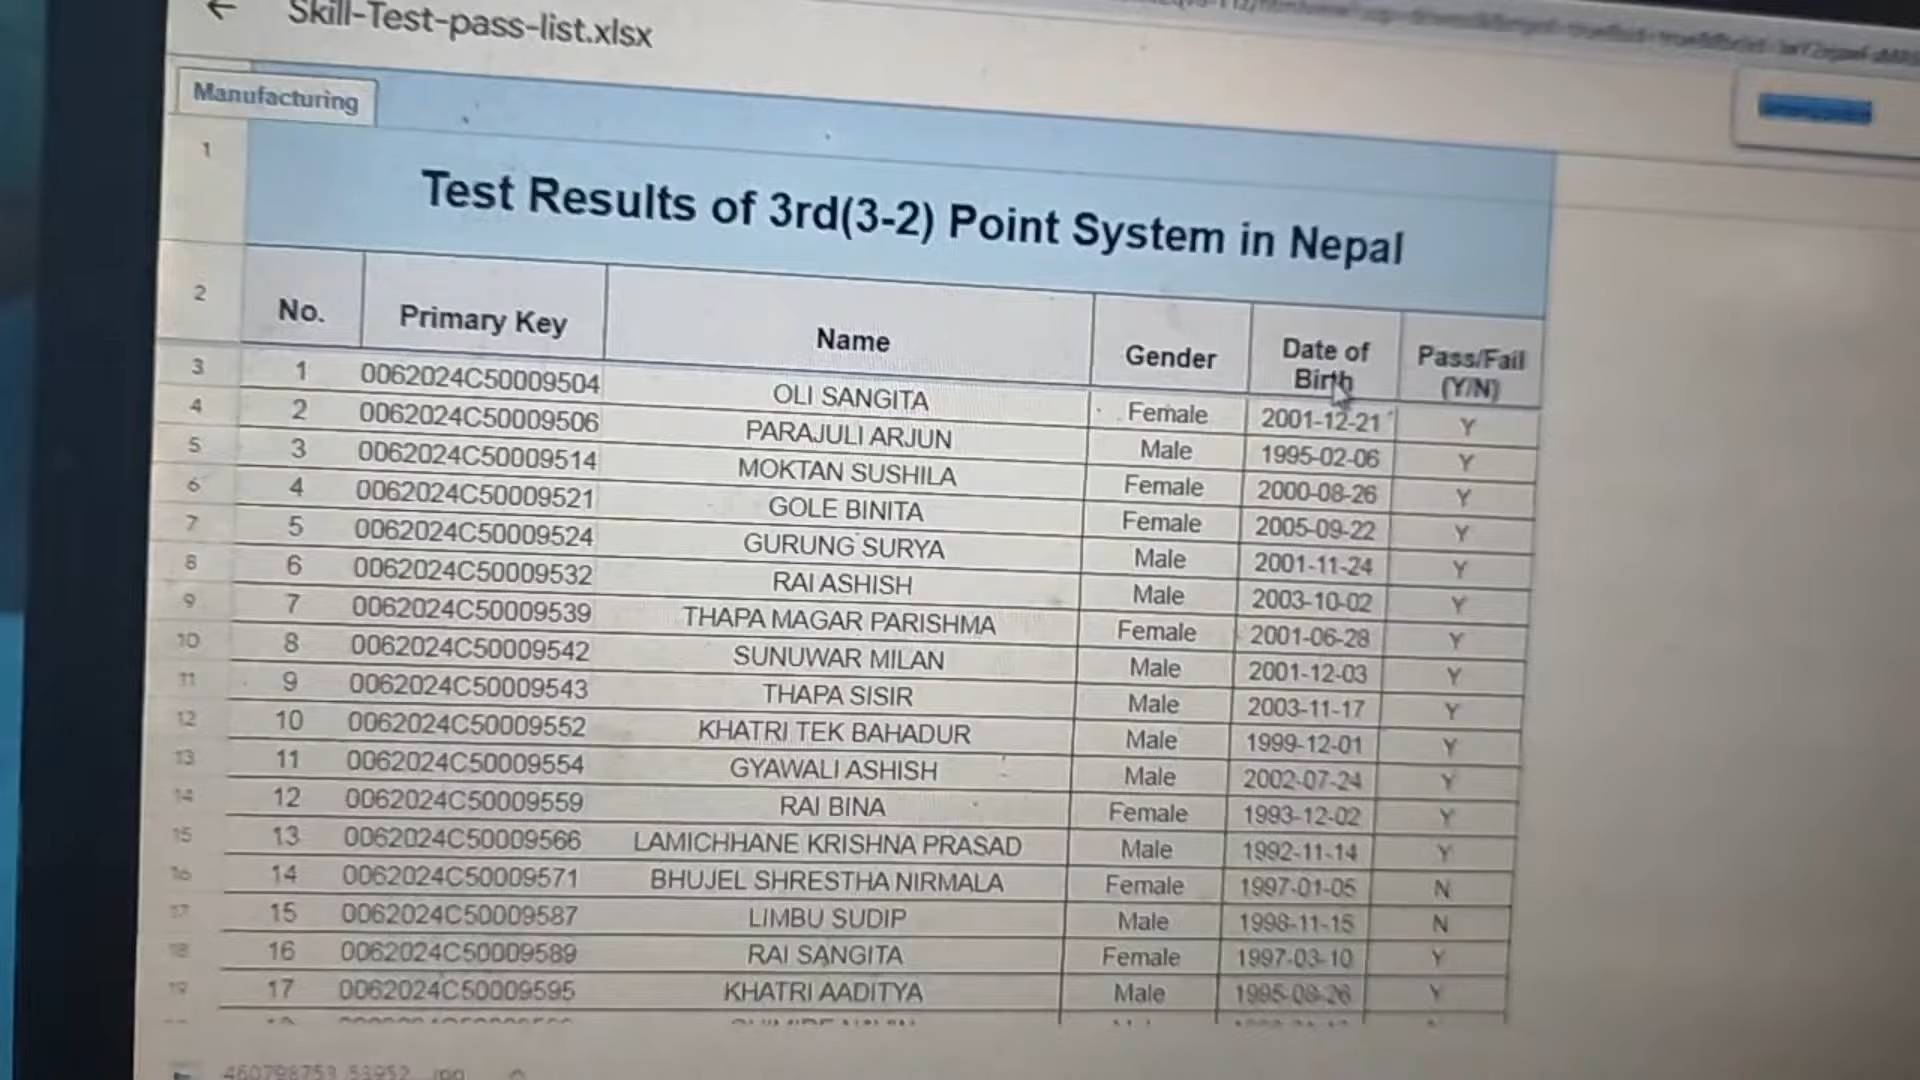 Skill-Test-pass-list.xlsx
Manufacturing
1
Test Results of 3rd(3-2) Point System in Nepal
2 No. Primary Key Name Gender Date of Birth Pass/Fail (Y/N)
3 1 0062024C50009504 OLI SANGITA Female 2001-12-21 Y
4 2 0062024C50009506 PARAJULI ARJUN Male 1995-02-06 Y
5 3 0062024C50009514 MOKTAN SUSHILA Female 2000-08-26 Y
6 4 0062024C50009521 GOLE BINITA Female 2005-09-22 Y
7 5 0062024C50009524 GURUNG SURYA Male 2001-11-24 Y
8 6 0062024C50009532 RAI ASHISH Male 2003-10-02 Y
9 7 0062024C50009539 THAPA MAGAR PARISHMA Female 2001-06-28 Y
10 8 0062024C50009542 SUNUWAR MILAN Male 2001-12-03 Y
11 9 0062024C50009543 THAPA SISIR Male 2003-11-17 Y
12 10 0062024C50009552 KHATRI TEK BAHADUR Male 1999-12-01 Y
13 11 0062024C50009554 GYAWALI ASHISH Male 2002-07-24 Y
14 12 0062024C50009559 RAI BINA Female 1993-12-02 Y
15 13 0062024C50009566 LAMICHHANE KRISHNA PRASAD Male 1992-11-14 Y
16 14 0062024C50009571 BHUJEL SHRESTHA NIRMALA Female 1997-01-05 N
17 15 0062024C50009587 LIMBU SUDIP Male 1998-11-15 N
18 16 0062024C50009589 RAI SANGITA Female 1997-03-10 Y
19 17 0062024C50009595 KHATRI AADITYA Male 1995-08-26 Y